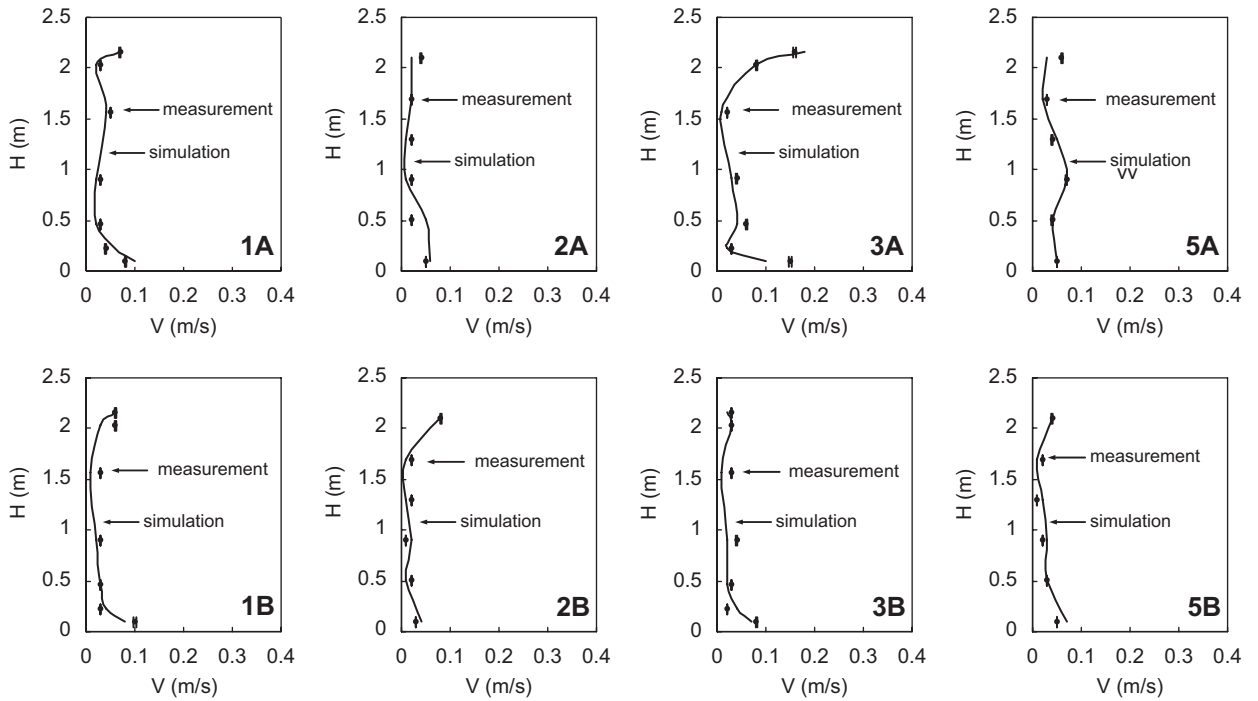 2.5 2.5 2.5 2.5
2 2 2 2
measurement measurement measurement measurement
1.5 1.5 1.5 1.5
H (m) H (m) H (m) H (m)
simulation simulation simulation simulation
vv
1 1 1 1
0.5 0.5 0.5 0.5
1A 2A 3A 5A
0 0 0 0
0 0.1 0.2 0.3 0.4 0 0.1 0.2 0.3 0.4 0 0.1 0.2 0.3 0.4 0 0.1 0.2 0.3 0.4
V (m/s) V (m/s) V (m/s) V (m/s)
2.5 2.5 2.5 2.5
2 2 2 2
measurement measurement measurement measurement
1.5 1.5 1.5 1.5
H (m) H (m) H (m) H (m)
simulation simulation simulation simulation
1 1 1 1
0.5 0.5 0.5 0.5
1B 2B 3B 5B
0 0 0 0
0 0.1 0.2 0.3 0.4 0 0.1 0.2 0.3 0.4 0 0.1 0.2 0.3 0.4 0 0.1 0.2 0.3 0.4
V (m/s) V (m/s) V (m/s) V (m/s)